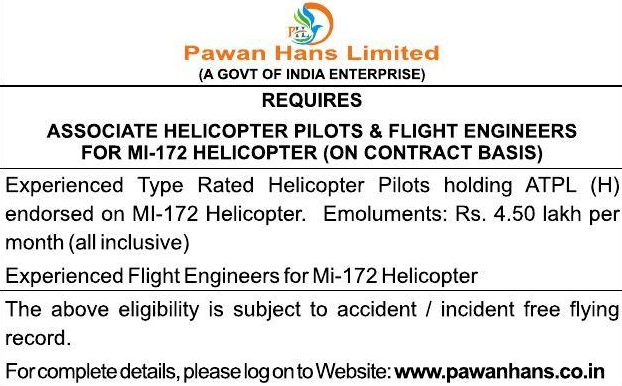 PHL
Pawan Hans Limited
(A GOVT OF INDIA ENTERPRISE)
REQUIRES
ASSOCIATE HELICOPTER PILOTS & FLIGHT ENGINEERS
FOR MI-172 HELICOPTER (ON CONTRACT BASIS)
Experienced Type Rated Helicopter Pilots holding ATPL (H)
endorsed on MI-172 Helicopter. Emoluments: Rs. 4.50 lakh per
month (all inclusive)
Experienced Flight Engineers for Mi-172 Helicopter
The above eligibility is subject to accident / incident free flying
record.
For complete details, please log on to Website: www.pawanhans.co.in